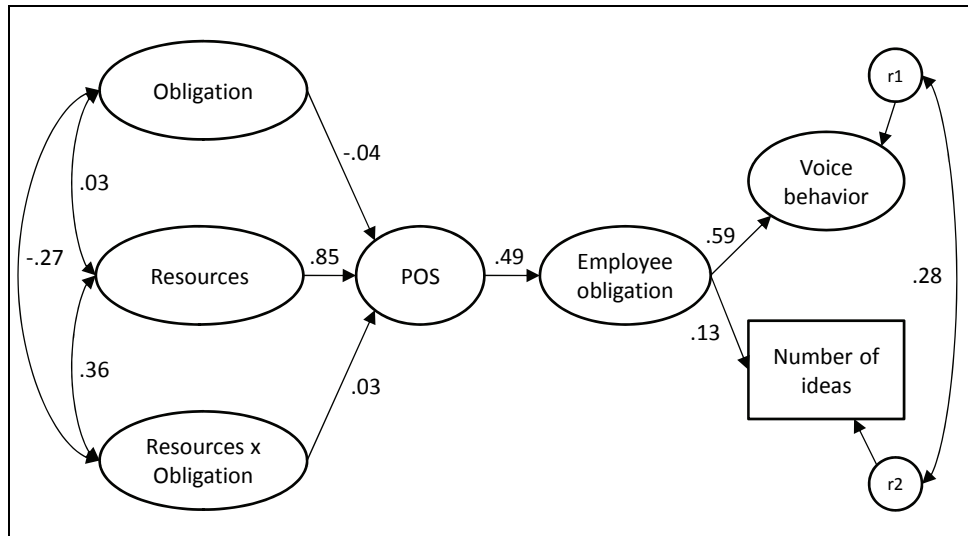 Obligation
r1
-.04
Voice
behavior
.03
.59
-.27
Resources
.85
POS
.49
Employee
obligation
.28
.13
.36
Number of
ideas
.03
Resources x
Obligation
r2